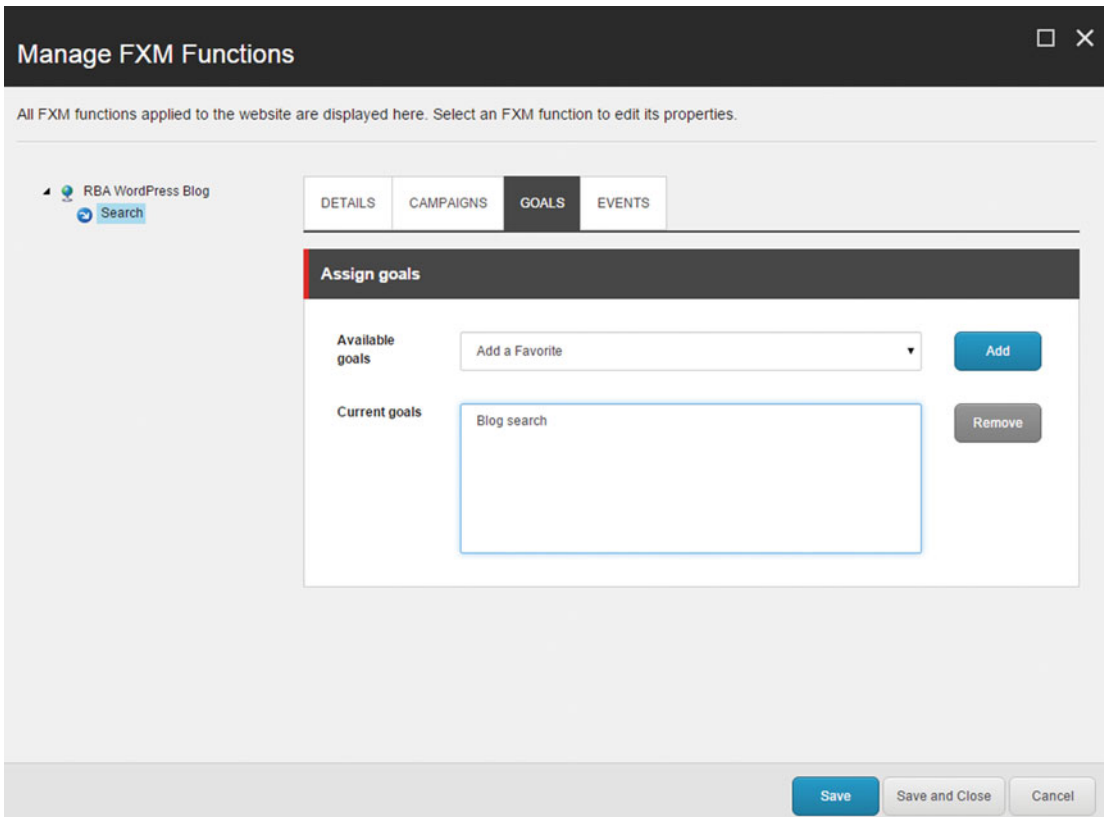 Manage FXM Functions
All FXM functions applied to the website are displayed here. Select an FXM function to edit its properties.
RBA WordPress Blog
Search
DETAILS CAMPAIGNS GOALS EVENTS
Assign goals
Available
goals
Add a Favorite
Add
Current goals
Blog search
Remove
Save Save and Close Cancel